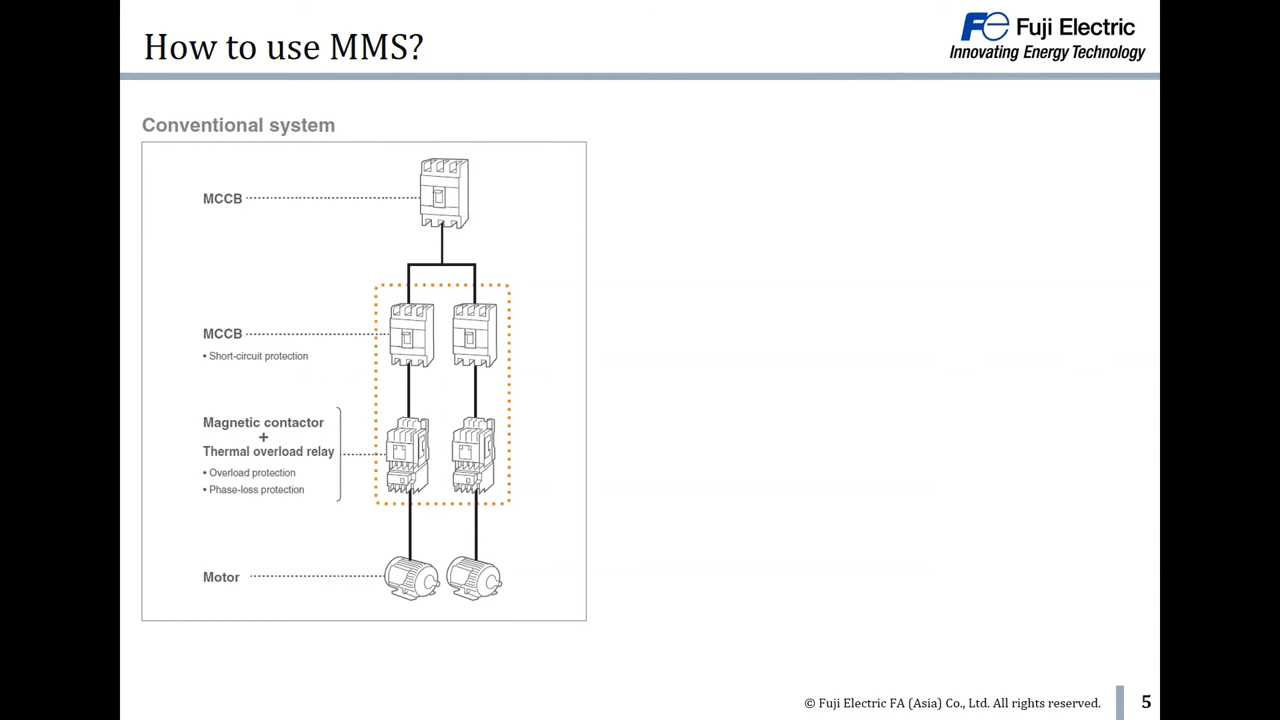 How to use MMS?
Fe Fuji Electric
Innovating Energy Technology
Conventional system
MCCB
MCCB
• Short-circuit protection
Magnetic contactor
+
Thermal overload relay
• Overload protection
• Phase-loss protection
Motor
© Fuji Electric FA (Asia) Co., Ltd. All rights reserved.
5